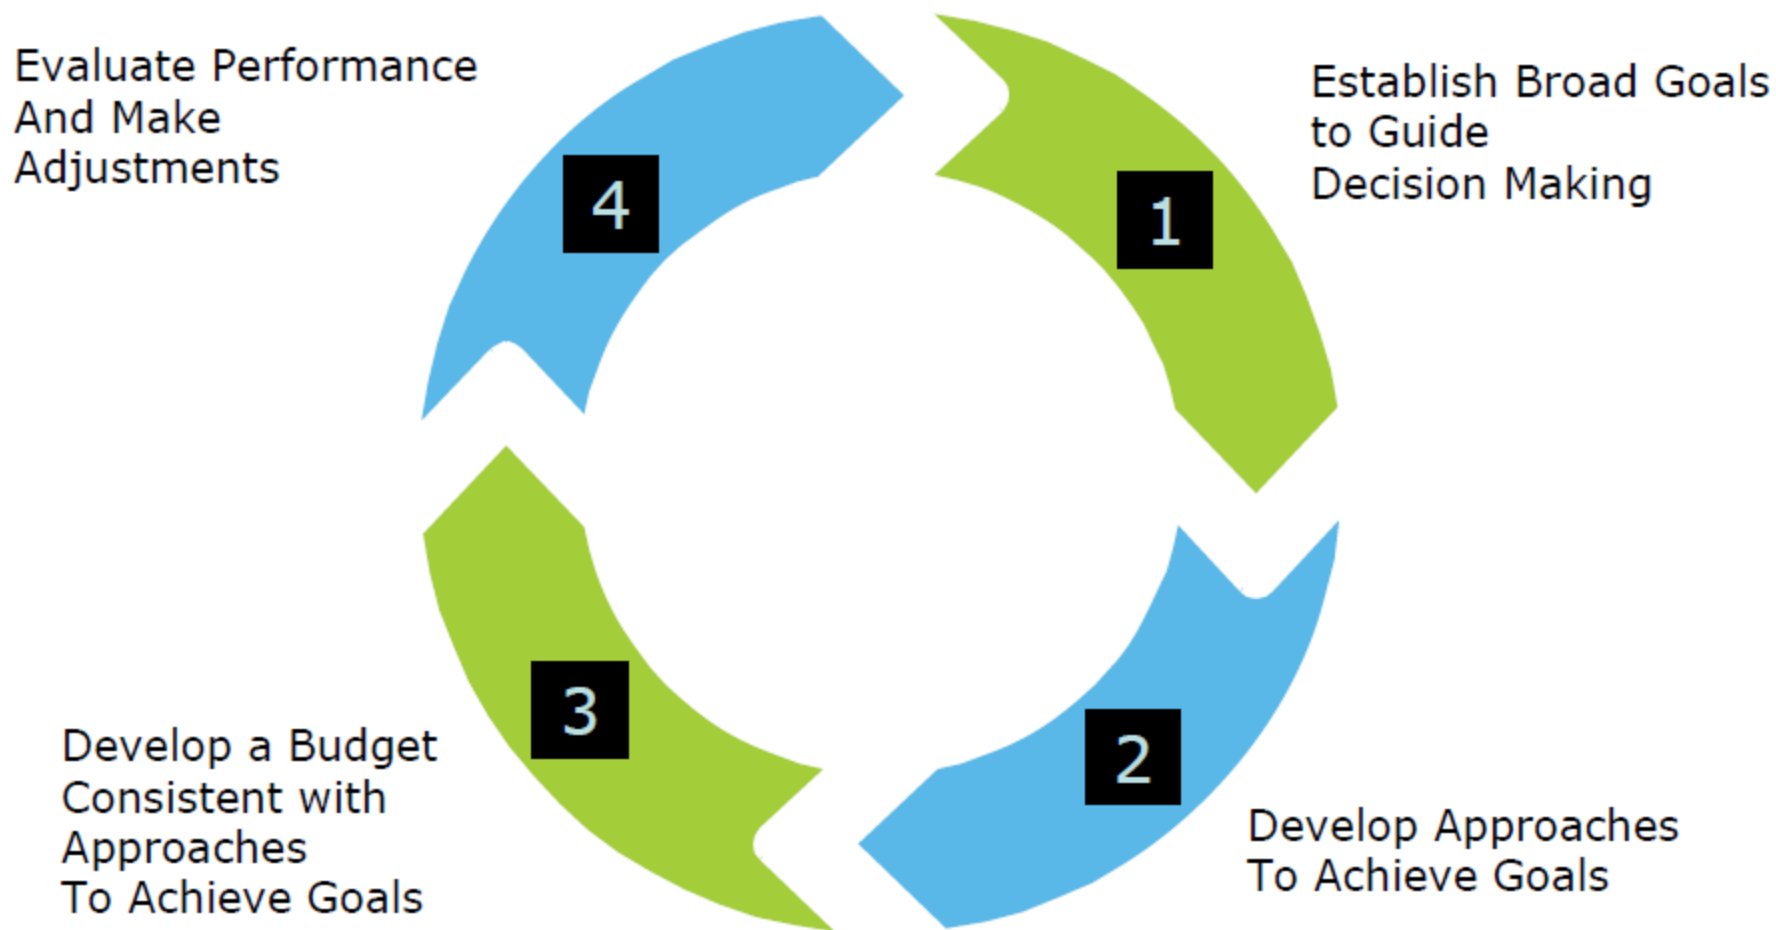 Evaluate Performance
And Make
Adjustments
4
1
Establish Broad Goals
to Guide
Decision Making
3
Develop a Budget
Consistent with
Approaches
To Achieve Goals
2
Develop Approaches
To Achieve Goals